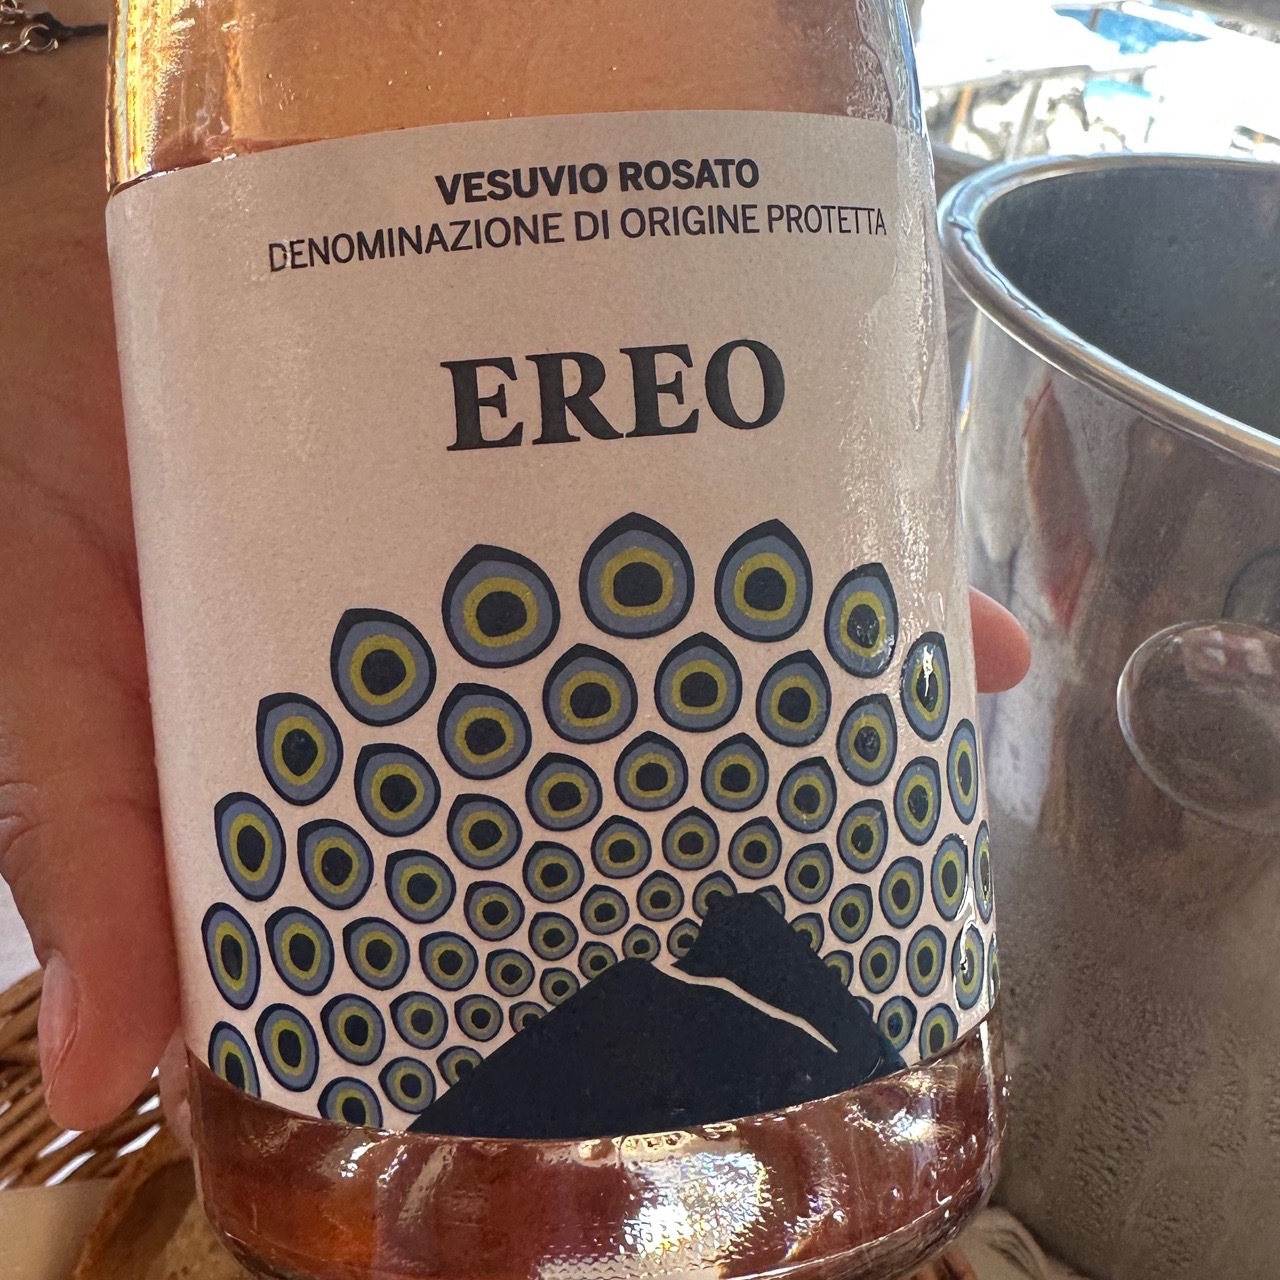 VESUVIO ROSATO
DENOMINAZIONE DI ORIGINE PROTETTA
EREO